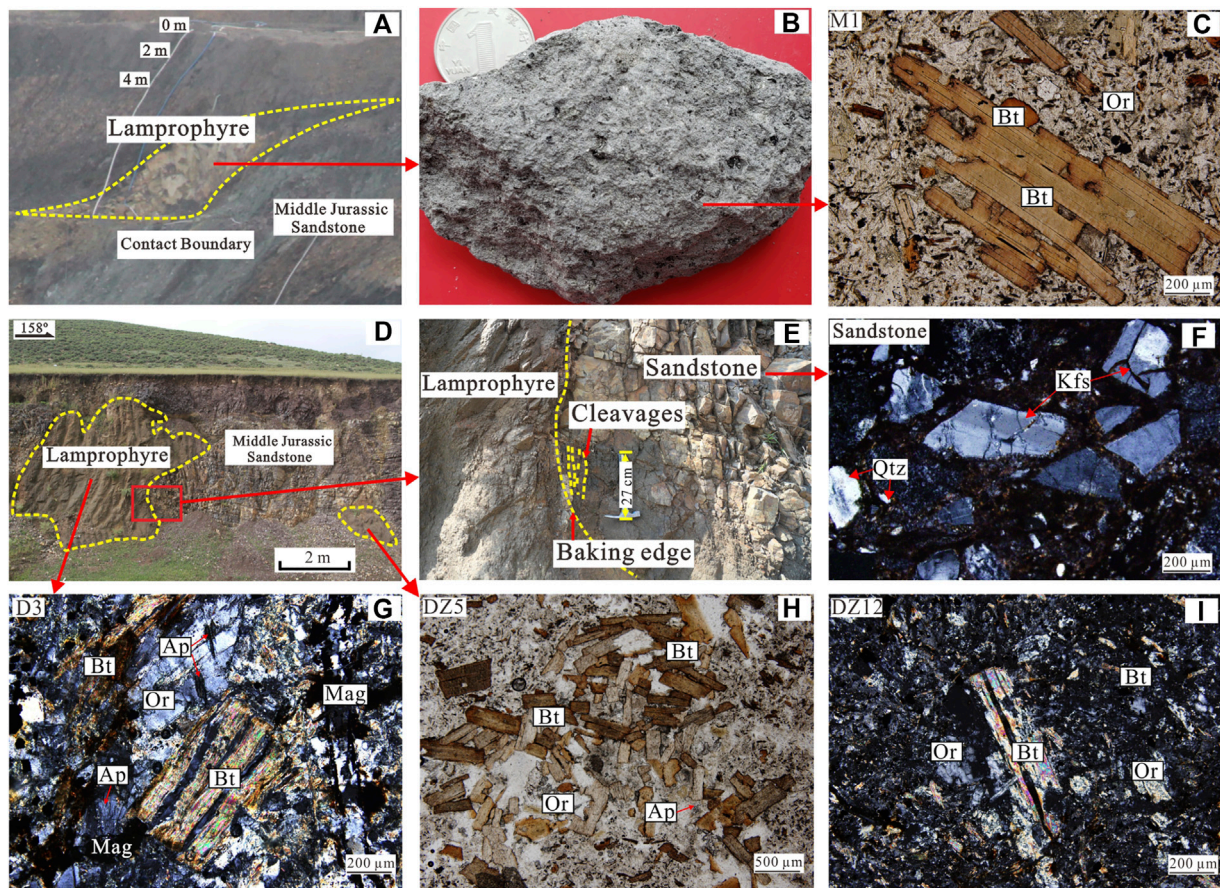 A
0 m
2 m
4 m
Lamprophyre
Middle Jurassic
Sandstone
Contact Boundary
B
1
M1
C
Bt
Or
Bt
200 μm
158°
D
Lamprophyre
Middle Jurassic
Sandstone
2 m
E
Lamprophyre
Sandstone
Cleavages
27 cm
Baking edge
Sandstone
F
Kfs
Qtz
200 μm
D3
G
Ap
Bt
Or
Mag
Bt
Ap
Mag
200 μm
DZ5
H
Bt
Bt
Or
Ap
500 μm
DZ12
I
Bt
Or
Bt
Or
200 μm